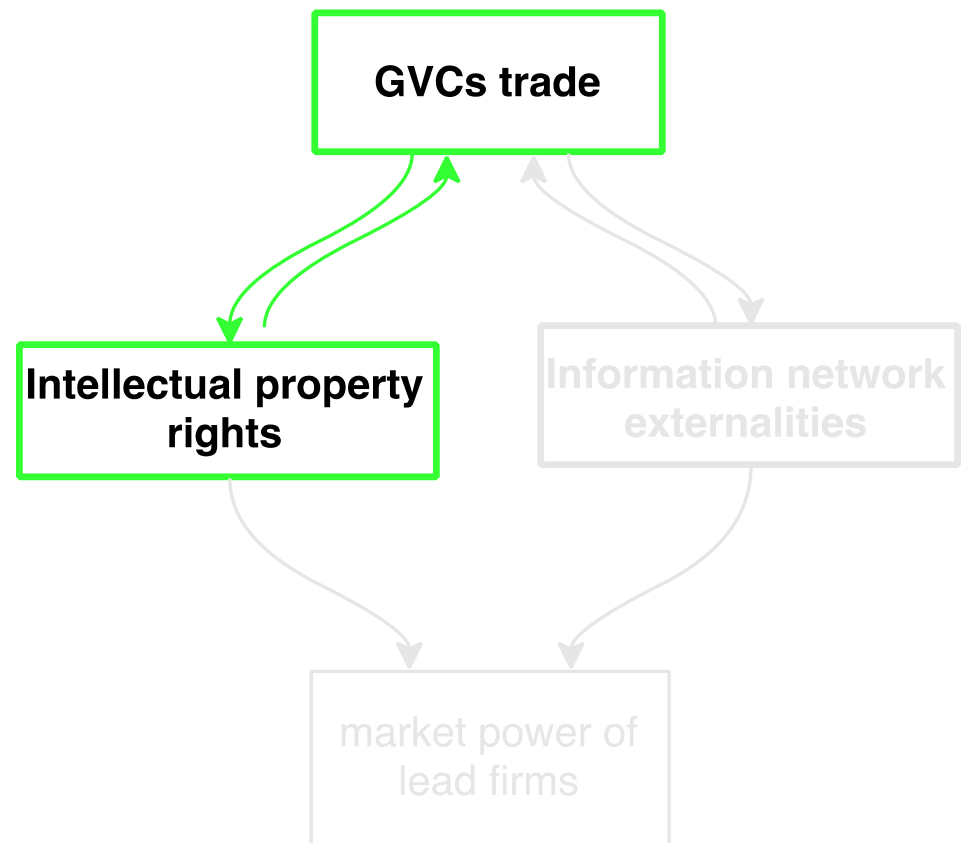 GVCs trade
Intellectual property
rights
Information network
externalities
market power of
lead firms